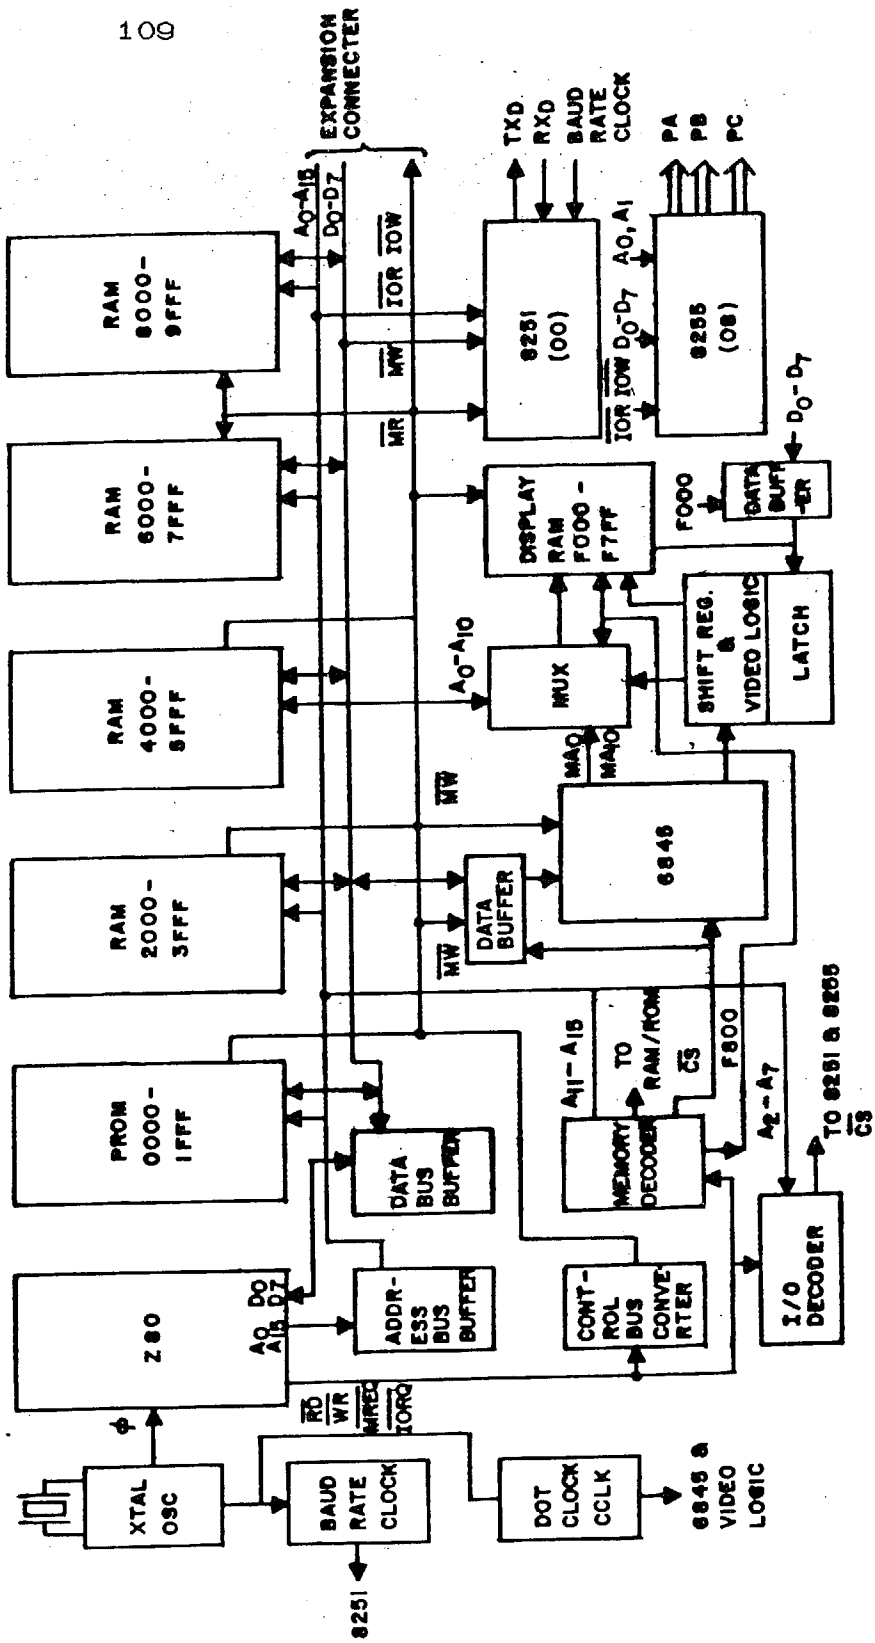 109
XTAL
OSC
ϕ
Z80
A0
A15
D0
D7
PROM
0000-
1FFF
RAM
2000-
3FFF
RAM
4000-
5FFF
RAM
6000-
7FFF
RAM
8000-
9FFF
EXPANSION
CONNECTER
A0-A15
D0-D7
IOR IOW
MW
MR
BAUD
RATE
CLOCK
8251
RD
WR
MREQ
IORQ
ADDR-
ESS
BUS
BUFFER
DATA
BUS
BUFFER
MW
DATA
BUFFER
MW
A0-A10
DOT
CLOCK
CCLK
6845 &
VIDEO
LOGIC
CONT-
ROL
BUS
CONVE-
RTER
MEMORY
DECODER
A11-A15
TO
RAM/ROM
CS
F800
A2-A7
I/O
DECODER
TO 8251 & 8255
CS
6845
MA0
MA10
MUX
DISPLAY
RAM
F000-
F7FF
SHIFT REG.
&
VIDEO LOGIC
LATCH
F000
DATA
BUFF
-ER
D0-D7
8251
(00)
TXD
RXD
BAUD
RATE
CLOCK
IOR IOW
D0-D7
A0, A1
8255
(08)
PA
PB
PC